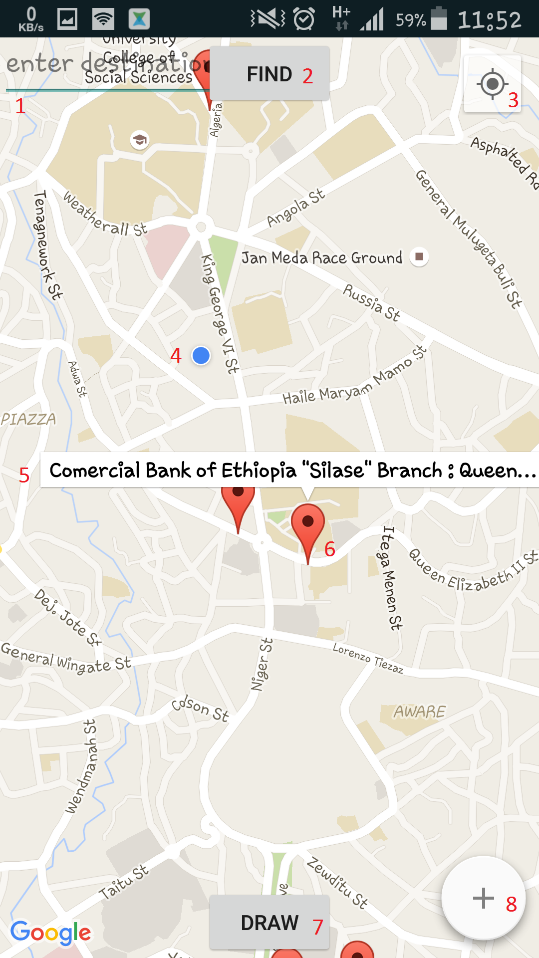 0
KB/s
H+
59%
11:52
University
College of
Social Sciences
enter destination
FIND
2
1
3
Algeria
Asphalted Ro
Weatherall St
Angola St
General Mulugeta Buli St
Tenagnework St
Jan Meda Race Ground
King George VI St
Russia St
4
Adwa St
Haile Maryam Mamo St
PIAZZA
5
Comercial Bank of Ethiopia "Silase" Branch : Queen...
6
Itega Menen St
Queen Elizabeth II St
Dej. Jote St
General Wingate St
Niger St
Lorenzo Tiezaz
Colson St
AWARE
Wendmanah St
Taitu St
Zewditu St
ve
Google
DRAW
7
+
8